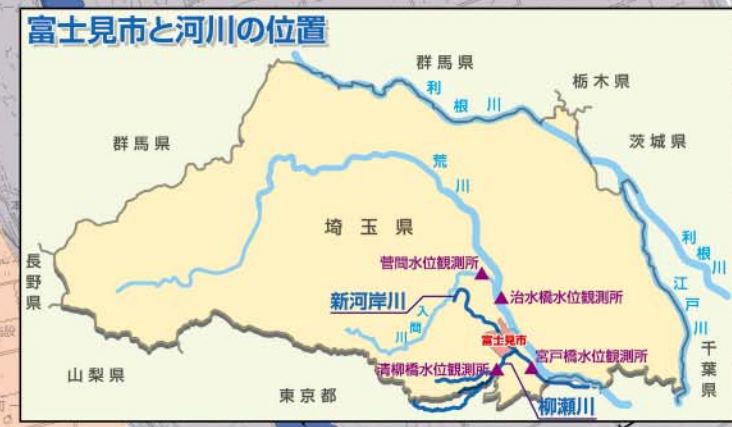 富士見市と河川の位置
群馬県
利根川
栃木県
茨城県
群馬県
荒川
埼玉県
長野県
菅間水位観測所
利根川
新河岸川
入間川
治水橋水位観測所
江戸川
富士見市
千葉県
青柳橋水位観測所
宮戸橋水位観測所
山梨県
東京都
柳瀬川